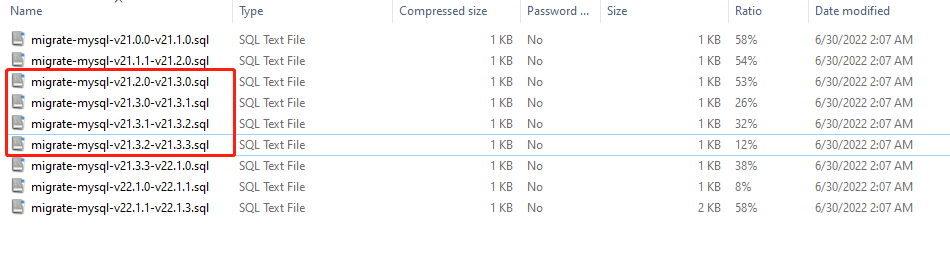 Name Type Compressed size Password ... Size Ratio Date modified
migrate-mysql-v21.0.0-v21.1.0.sql SQL Text File 1 KB No 1 KB 58% 6/30/2022 2:07 AM
migrate-mysql-v21.1.1-v21.2.0.sql SQL Text File 1 KB No 1 KB 54% 6/30/2022 2:07 AM
migrate-mysql-v21.2.0-v21.3.0.sql SQL Text File 1 KB No 1 KB 53% 6/30/2022 2:07 AM
migrate-mysql-v21.3.0-v21.3.1.sql SQL Text File 1 KB No 1 KB 26% 6/30/2022 2:07 AM
migrate-mysql-v21.3.1-v21.3.2.sql SQL Text File 1 KB No 1 KB 32% 6/30/2022 2:07 AM
migrate-mysql-v21.3.2-v21.3.3.sql SQL Text File 1 KB No 1 KB 12% 6/30/2022 2:07 AM
migrate-mysql-v21.3.3-v22.1.0.sql SQL Text File 1 KB No 1 KB 38% 6/30/2022 2:07 AM
migrate-mysql-v22.1.0-v22.1.1.sql SQL Text File 1 KB No 1 KB 8% 6/30/2022 2:07 AM
migrate-mysql-v22.1.1-v22.1.3.sql SQL Text File 1 KB No 2 KB 58% 6/30/2022 2:07 AM